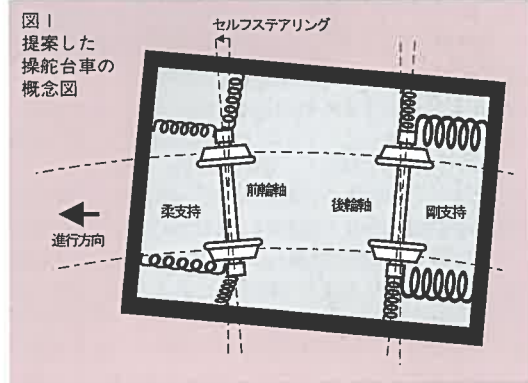 図1
提案した
操舵台車の
概念図
セルフステアリング
前輪軸
後輪軸
柔支持
剛支持
進行方向